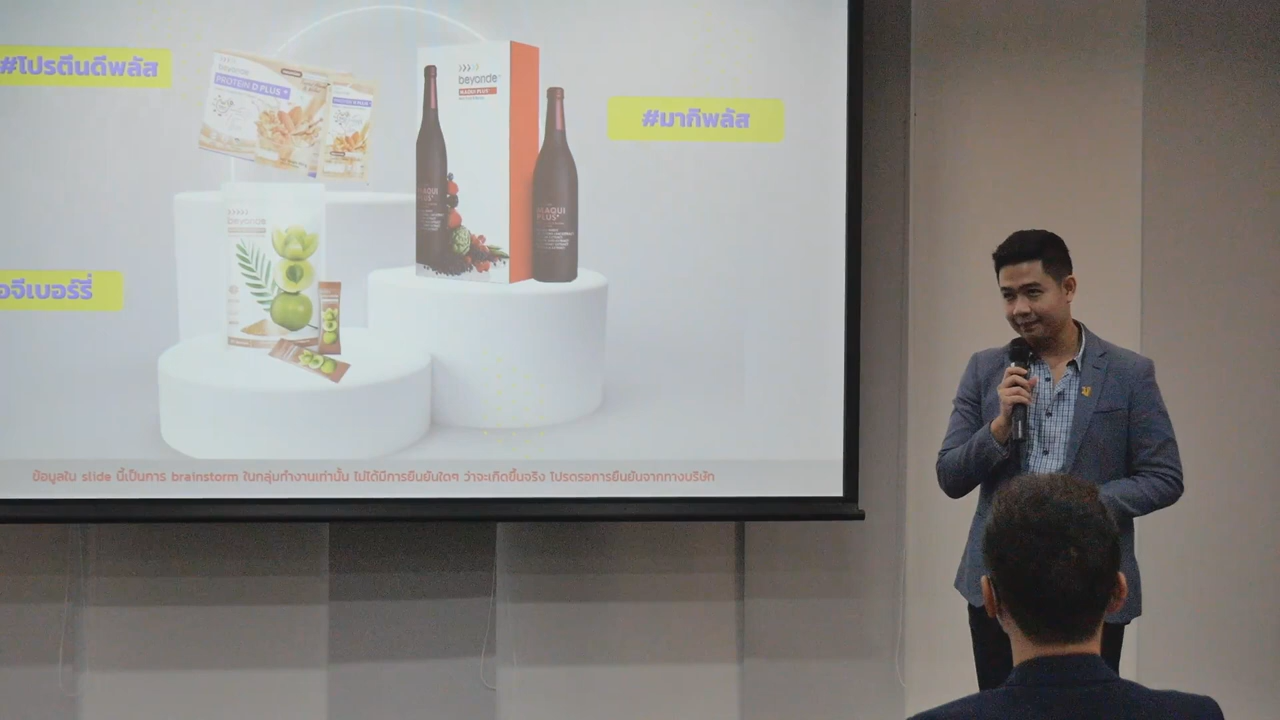 #โปรตีนดีพลัส
beyonde
PROTEIN D PLUS
beyonde
MAQUI PLUS
#มากิพลัส
MAQUI
PLUS
MAQUI
PLUS
beyonde
อจีเบอร์รี่
ข้อมูลใน slide นี้เป็นการ brainstorm ในกลุ่มทำงานเท่านั้น ไม่ได้มีการยืนยันใดๆ ว่าจะเกิดขึ้นจริง โปรดรอการยืนยันจากทางบริษัท